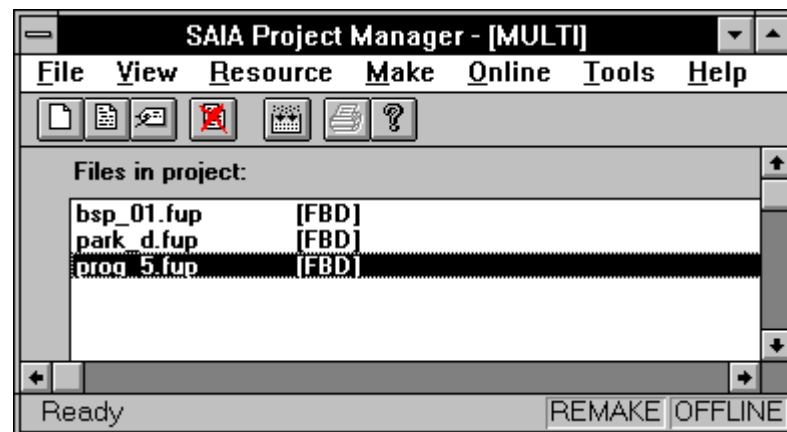 SAIA Project Manager - [MULTI]
File View Resource Make Online Tools Help
Files in project:
bsp_01.fup [FBD]
park_d.fup [FBD]
prog_5.fup [FBD]
Ready REMAKE OFFLINE